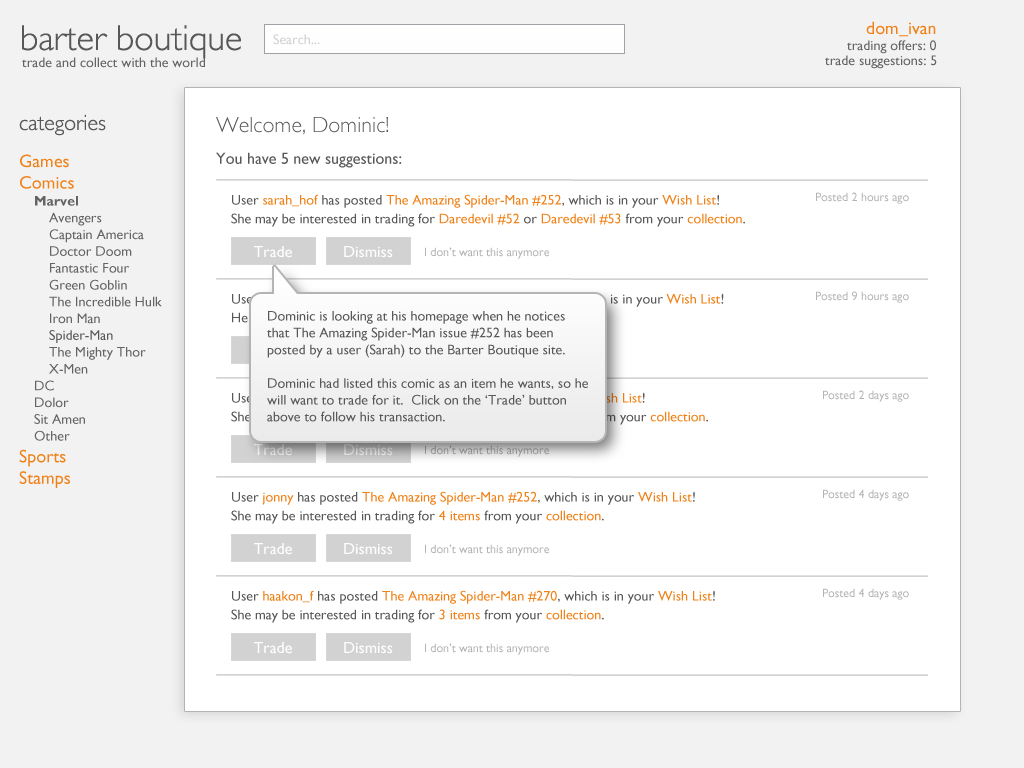 barter boutique
trade and collect with the world
Search...
dom_ivan
trading offers: 0
trade suggestions: 5
categories
Games
Comics
Marvel
Avengers
Captain America
Doctor Doom
Fantastic Four
Green Goblin
The Incredible Hulk
Iron Man
Spider-Man
The Mighty Thor
X-Men
DC
Dolor
Sit Amen
Other
Sports
Stamps
Welcome, Dominic!
You have 5 new suggestions:
User sarah_hof has posted The Amazing Spider-Man #252, which is in your Wish List!
Posted 2 hours ago
She may be interested in trading for Daredevil #52 or Daredevil #53 from your collection.
Trade Dismiss I don't want this anymore
is in your Wish List!
Posted 9 hours ago
He
Dominic is looking at his homepage when he notices
that The Amazing Spider-Man issue #252 has been
posted by a user (Sarah) to the Barter Boutique site.
Dominic had listed this comic as an item he wants, so he
will want to trade for it. Click on the ‘Trade’ button
above to follow his transaction.
List!
Posted 2 days ago
She your collection.
Trade Dismiss I don't want this anymore
User jonny has posted The Amazing Spider-Man #252, which is in your Wish List!
Posted 4 days ago
She may be interested in trading for 4 items from your collection.
Trade Dismiss I don't want this anymore
User haakon_f has posted The Amazing Spider-Man #270, which is in your Wish List!
Posted 4 days ago
She may be interested in trading for 3 items from your collection.
Trade Dismiss I don't want this anymore